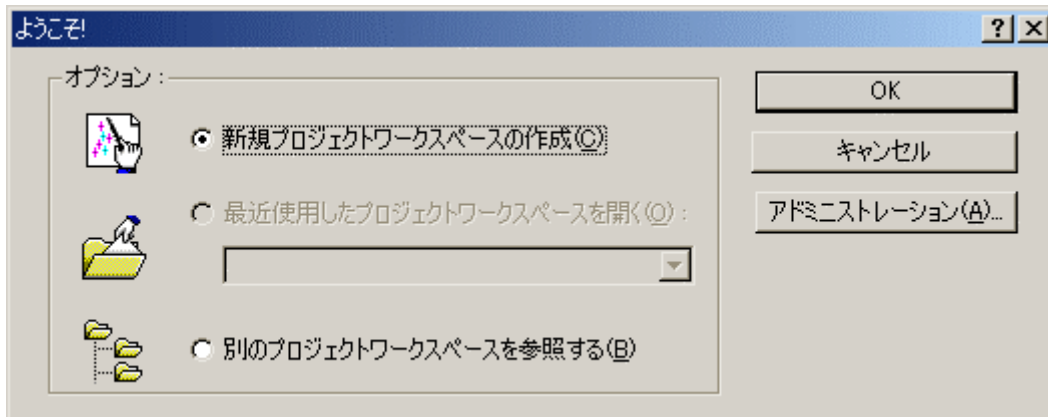 ようこそ!
オプション：
新規プロジェクトワークスペースの作成(C)
最近使用したプロジェクトワークスペースを開く(O)：
別のプロジェクトワークスペースを参照する(B)
OK
キャンセル
アドミニストレーション(A)...